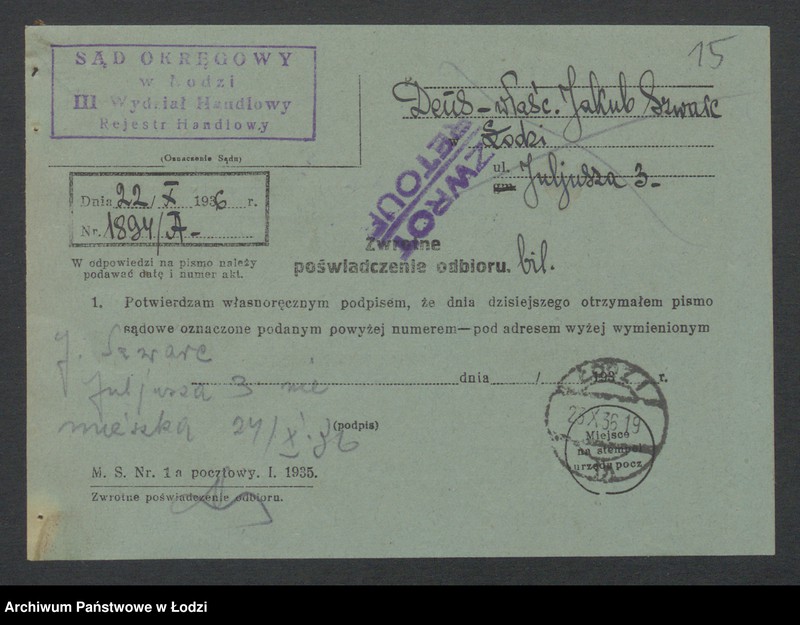 15
SĄD OKRĘGOWY
w Łodzi
III Wydział Handlowy
Rejestr Handlowy
(Oznaczenie Sądu)
Deus - właśc. Jakub Szwarc
w Łodzi
ul. Juljusza 3.
ZWROT
RETOUR
Dnia 22/X 1936 r.
Nr. 1894/A
W odpowiedzi na pismo należy
podawać datę i numer akt.
Zwrotne
poświadczenie odbioru. bil.
1. Potwierdzam własnoręcznym podpisem, że dnia dzisiejszego otrzymałem pismo
sądowe oznaczone podanym powyżej numerem—pod adresem wyżej wymienionym
J. Szwarc
Juljusza 3 nie
mieszka 24/X.36
dnia / 193 r.
(podpis)
ŁÓDŹ 1
23.X.36.19
Miejsce
na stempel
urzędu pocz.
M. S. Nr. 1a pocztowy. I. 1935.
Zwrotne poświadczenie odbioru.
Archiwum Państwowe w Łodzi